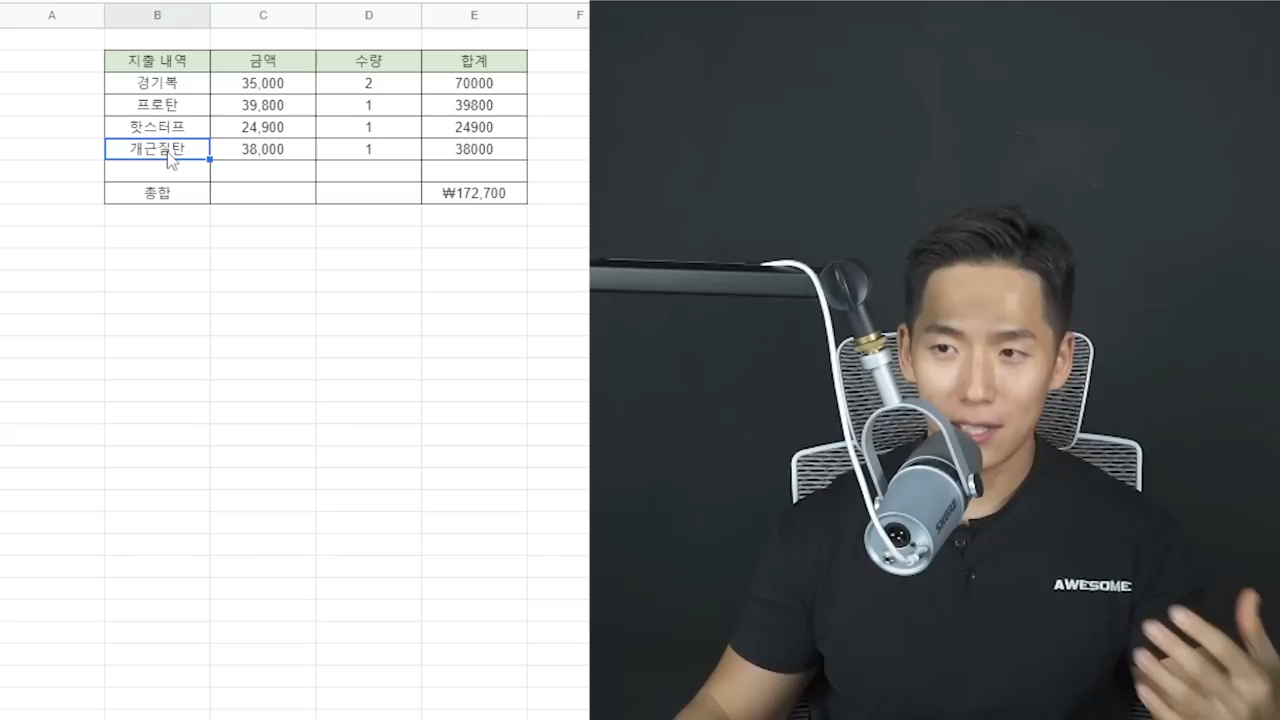 A B C D E F
지출 내역 금액 수량 합계
경기복 35,000 2 70000
프로탄 39,800 1 39800
핫스터프 24,900 1 24900
개근질탄 38,000 1 38000
총합 ₩172,700
SHURE
AWESOME